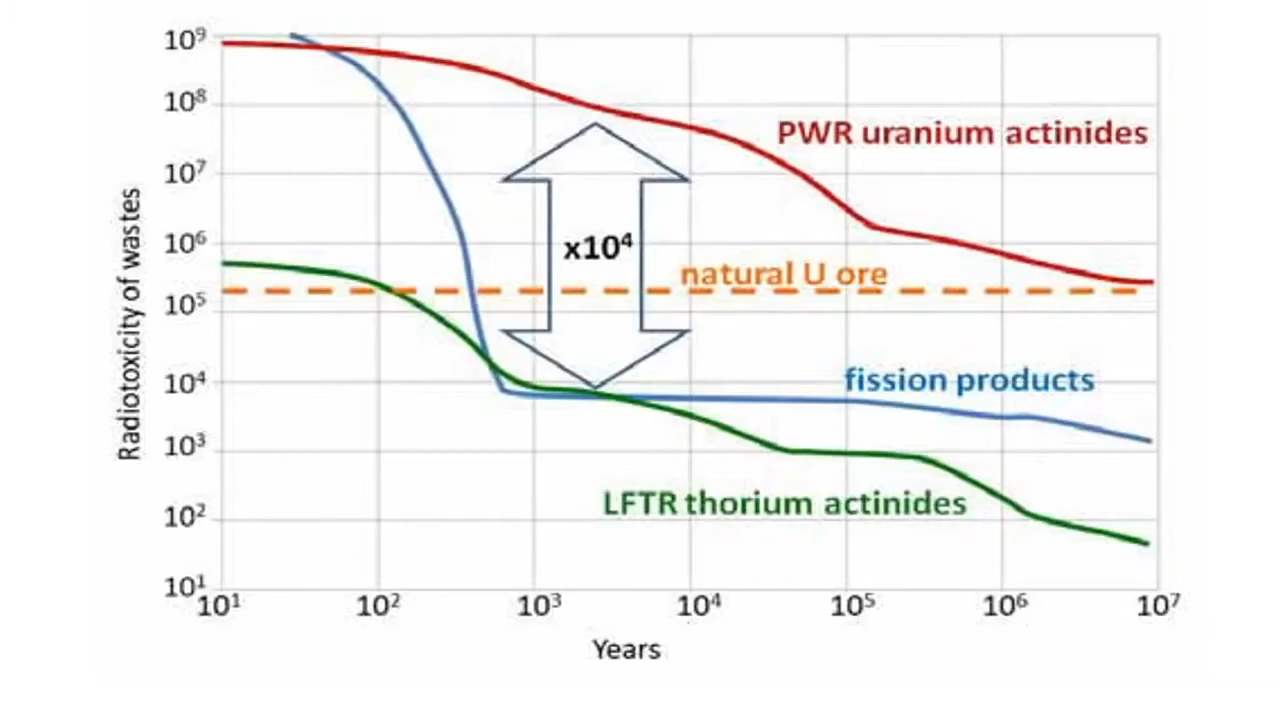 10⁹
10⁸
PWR uranium actinides
10⁷
x10⁴
10⁶
natural U ore
10⁵
Radiotoxicity of wastes
fission products
10⁴
10³
LFTR thorium actinides
10²
10¹
10¹ 10² 10³ 10⁴ 10⁵ 10⁶ 10⁷
Years